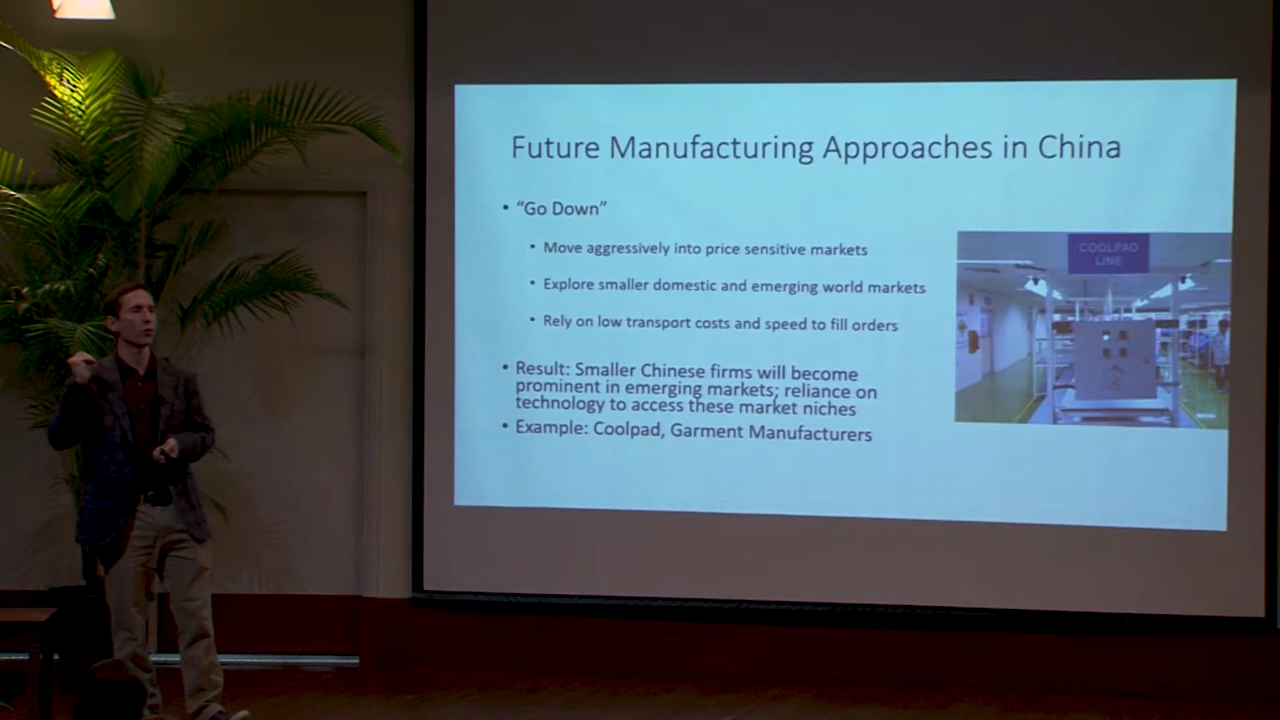 Future Manufacturing Approaches in China
• “Go Down”
• Move aggressively into price sensitive markets
• Explore smaller domestic and emerging world markets
• Rely on low transport costs and speed to fill orders
• Result: Smaller Chinese firms will become
prominent in emerging markets; reliance on
technology to access these market niches
• Example: Coolpad, Garment Manufacturers
COOLPAD
LINE